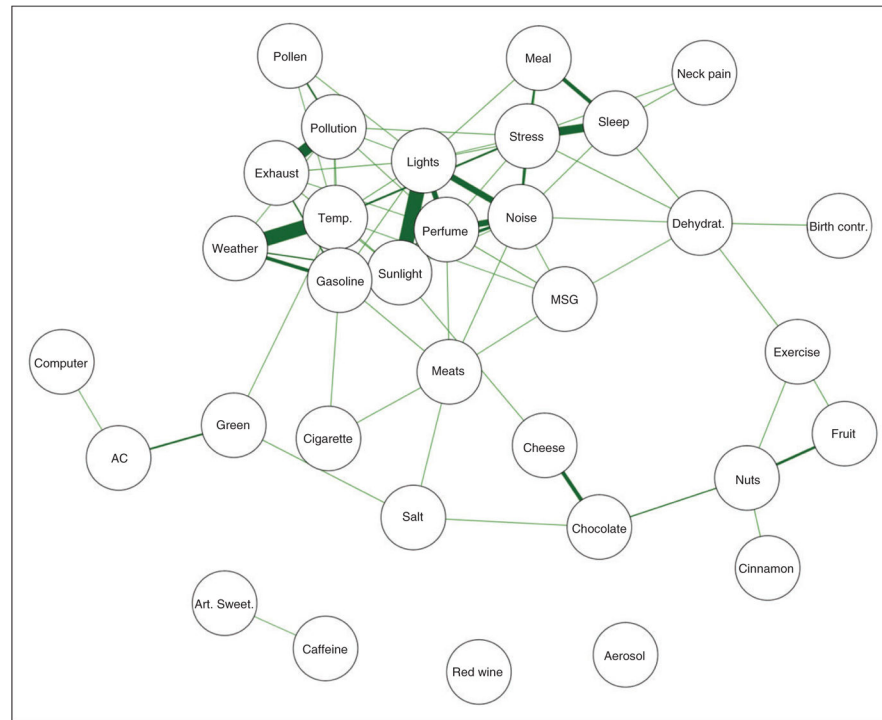 Pollen
Meal
Neck pain
Pollution
Stress
Sleep
Lights
Exhaust
Temp.
Perfume
Noise
Dehydrat.
Birth contr.
Weather
Gasoline
Sunlight
MSG
Computer
Meats
Exercise
AC
Green
Cigarette
Cheese
Fruit
Nuts
Salt
Chocolate
Cinnamon
Art. Sweet.
Caffeine
Red wine
Aerosol